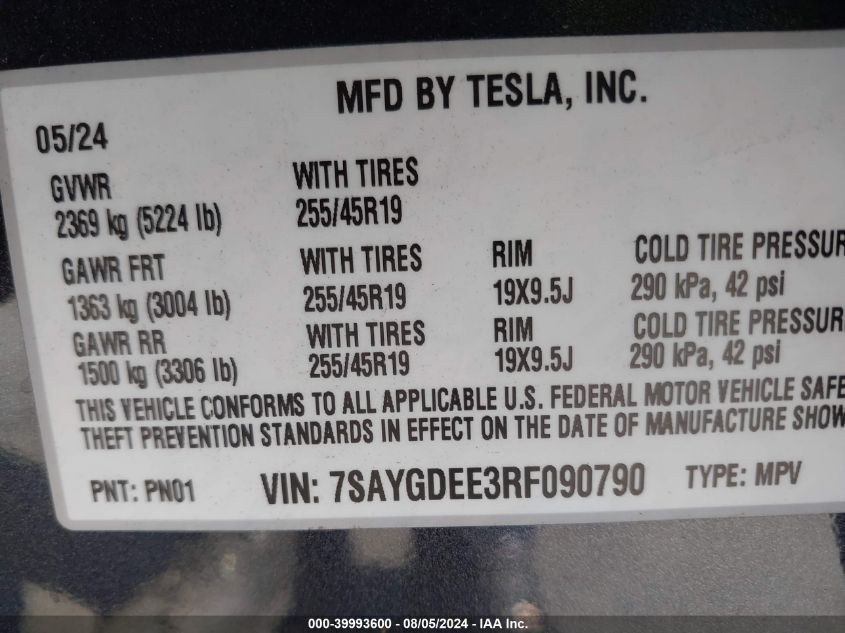 MFD BY TESLA, INC.
05/24
GVWR WITH TIRES
2369 kg (5224 lb) 255/45R19
GAWR FRT WITH TIRES RIM COLD TIRE PRESSUR
1363 kg (3004 lb) 255/45R19 19X9.5J 290 kPa, 42 psi
GAWR RR WITH TIRES RIM COLD TIRE PRESSUR
1500 kg (3306 lb) 255/45R19 19X9.5J 290 kPa, 42 psi
THIS VEHICLE CONFORMS TO ALL APPLICABLE U.S. FEDERAL MOTOR VEHICLE SAFE
THEFT PREVENTION STANDARDS IN EFFECT ON THE DATE OF MANUFACTURE SHOW
PNT: PN01 VIN: 7SAYGDEE3RF090790 TYPE: MPV
000-39993600 - 08/05/2024 - IAA Inc.